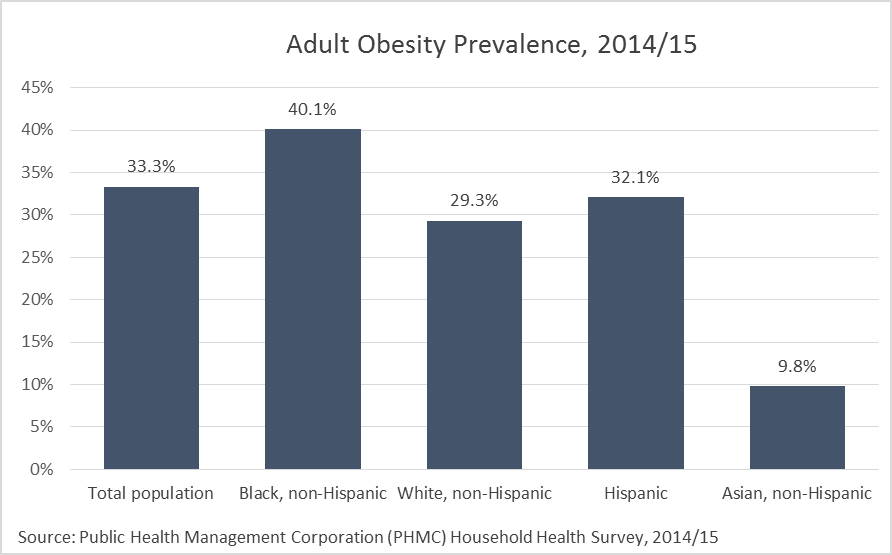 Adult Obesity Prevalence, 2014/15
45%
40%
35%
30%
25%
20%
15%
10%
5%
0%
33.3%
40.1%
29.3%
32.1%
9.8%
Total population
Black, non-Hispanic
White, non-Hispanic
Hispanic
Asian, non-Hispanic
Source: Public Health Management Corporation (PHMC) Household Health Survey, 2014/15